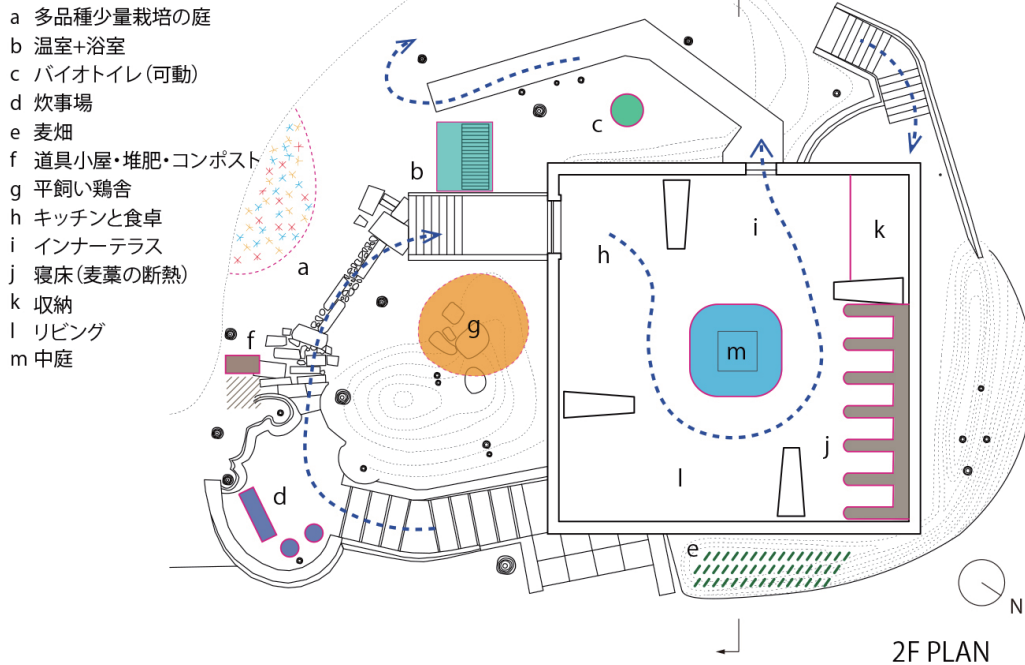 a 多品種少量栽培の庭
b 温室+浴室
c バイオトイレ(可動)
d 炊事場
e 麦畑
f 道具小屋・堆肥・コンポスト
g 平飼い鶏舎
h キッチンと食卓
i インナーテラス
j 寝床(麦藁の断熱)
k 収納
l リビング
m 中庭
c
b
i
k
h
a
g
f
m
j
l
d
e
N
2F PLAN